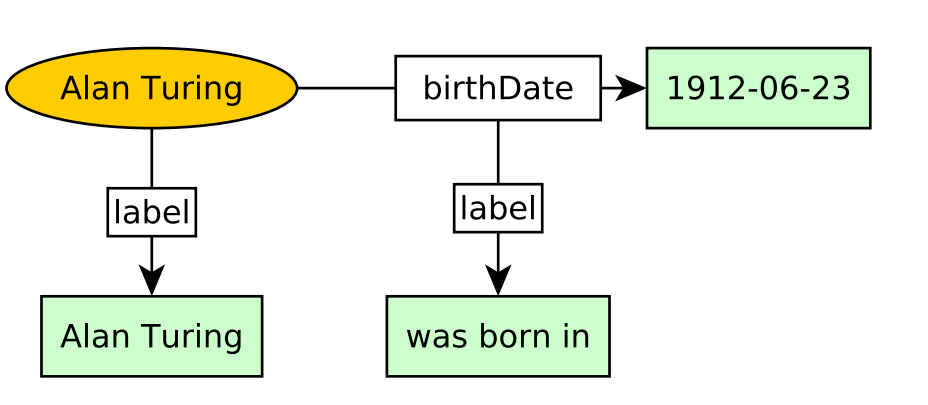 Alan Turing
birthDate
1912-06-23
label
label
Alan Turing
was born in